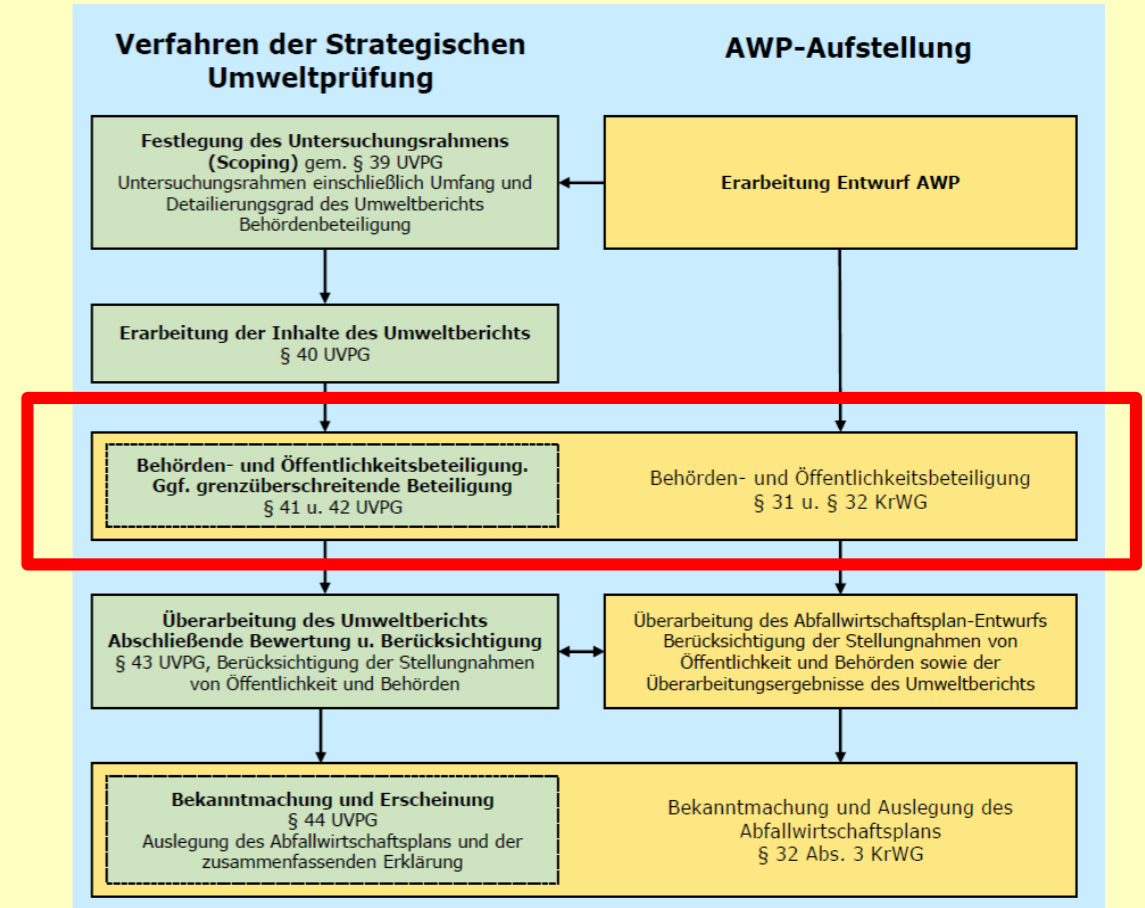 Verfahren der Strategischen
Umweltprüfung
AWP-Aufstellung
Festlegung des Untersuchungsrahmens
(Scoping) gem. § 39 UVPG
Untersuchungsrahmen einschließlich Umfang und
Detailierungsgrad des Umweltberichts
Behördenbeteiligung
Erarbeitung Entwurf AWP
Erarbeitung der Inhalte des Umweltberichts
§ 40 UVPG
Behörden- und Öffentlichkeitsbeteiligung.
Ggf. grenzüberschreitende Beteiligung
§ 41 u. 42 UVPG
Behörden- und Öffentlichkeitsbeteiligung
§ 31 u. § 32 KrWG
Überarbeitung des Umweltberichts
Abschließende Bewertung u. Berücksichtigung
§ 43 UVPG, Berücksichtigung der Stellungnahmen
von Öffentlichkeit und Behörden
Überarbeitung des Abfallwirtschaftsplan-Entwurfs
Berücksichtigung der Stellungnahmen von
Öffentlichkeit und Behörden sowie der
Überarbeitungsergebnisse des Umweltberichts
Bekanntmachung und Erscheinung
§ 44 UVPG
Auslegung des Abfallwirtschaftsplans und der
zusammenfassenden Erklärung
Bekanntmachung und Auslegung des
Abfallwirtschaftsplans
§ 32 Abs. 3 KrWG